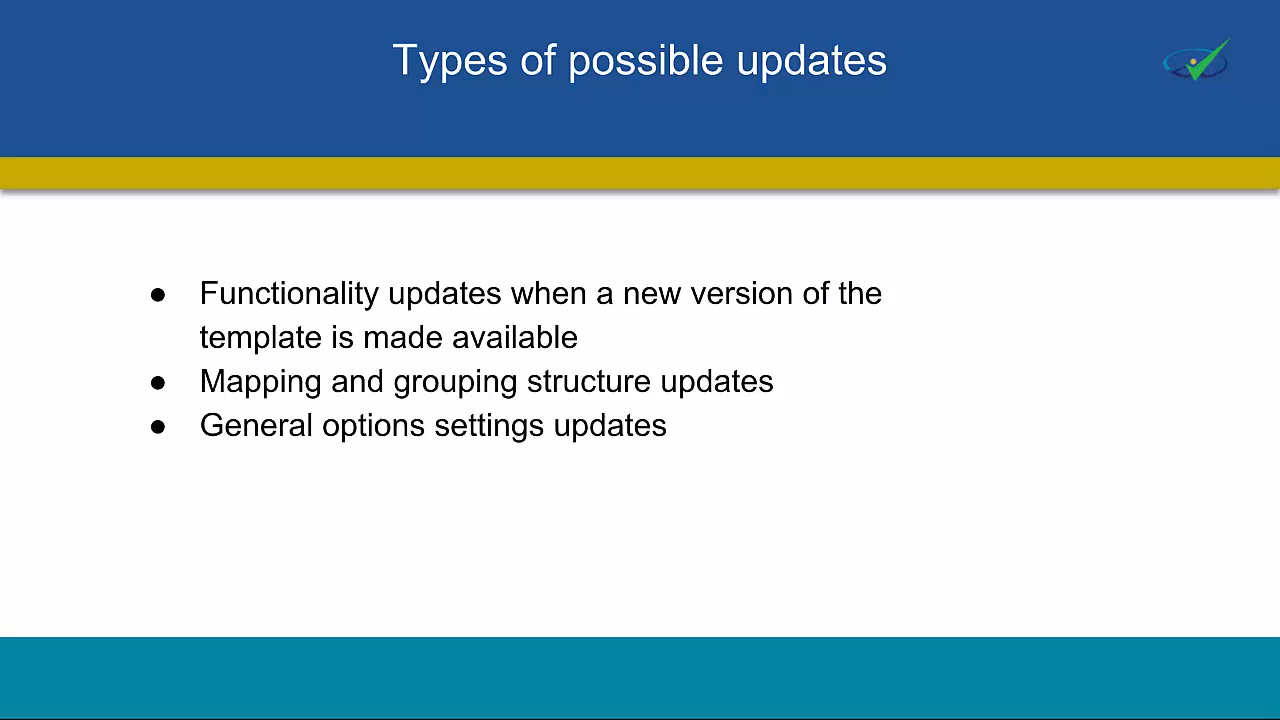 Types of possible updates
● Functionality updates when a new version of the
template is made available
● Mapping and grouping structure updates
● General options settings updates